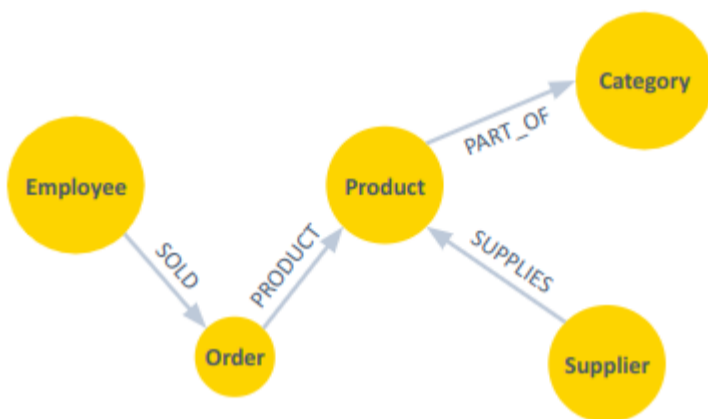 Category
PART_OF
Employee
Product
SOLD
PRODUCT
SUPPLIES
Order
Supplier